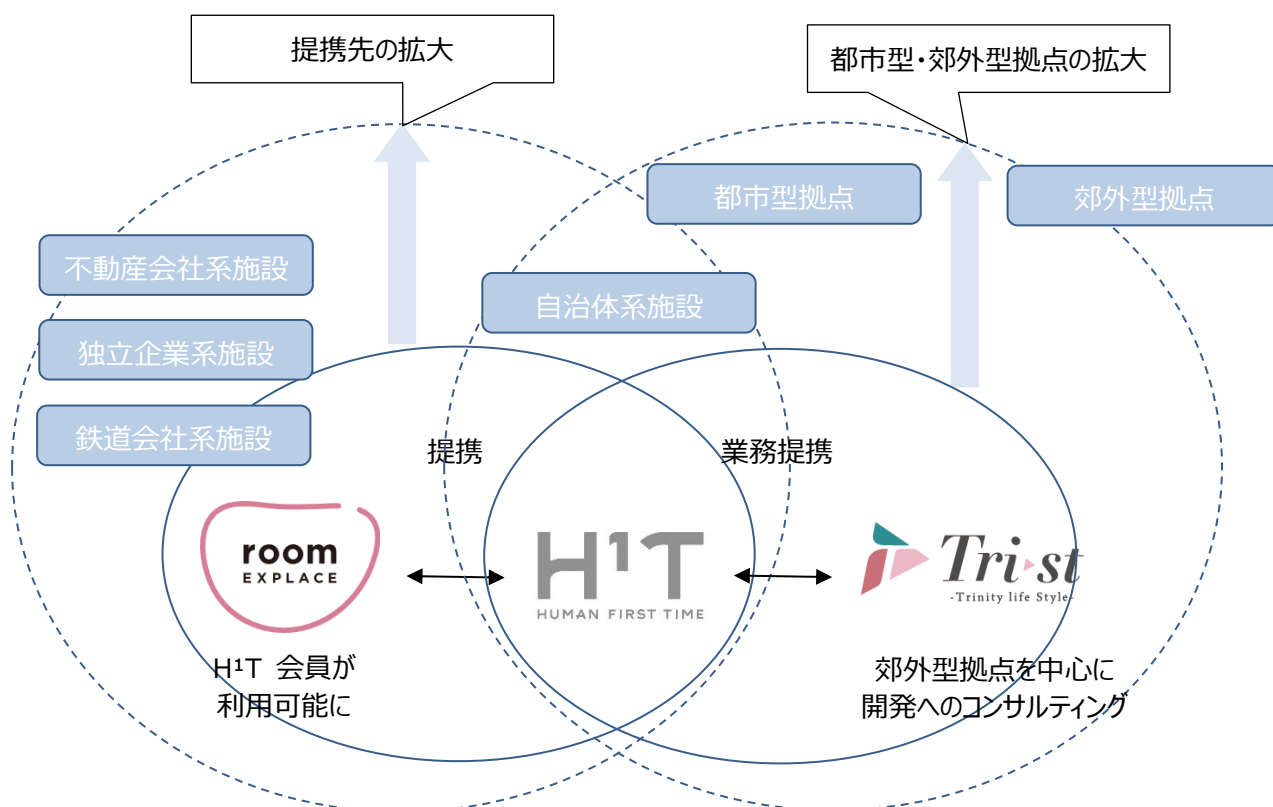 提携先の拡大
都市型・郊外型拠点の拡大
都市型拠点
郊外型拠点
不動産会社系施設
自治体系施設
独立企業系施設
鉄道会社系施設
提携
業務提携
room
EXPLACE
H¹T
HUMAN FIRST TIME
Tri▸st
-Trinity life Style-
H¹T 会員が
利用可能に
郊外型拠点を中心に
開発へのコンサルティング